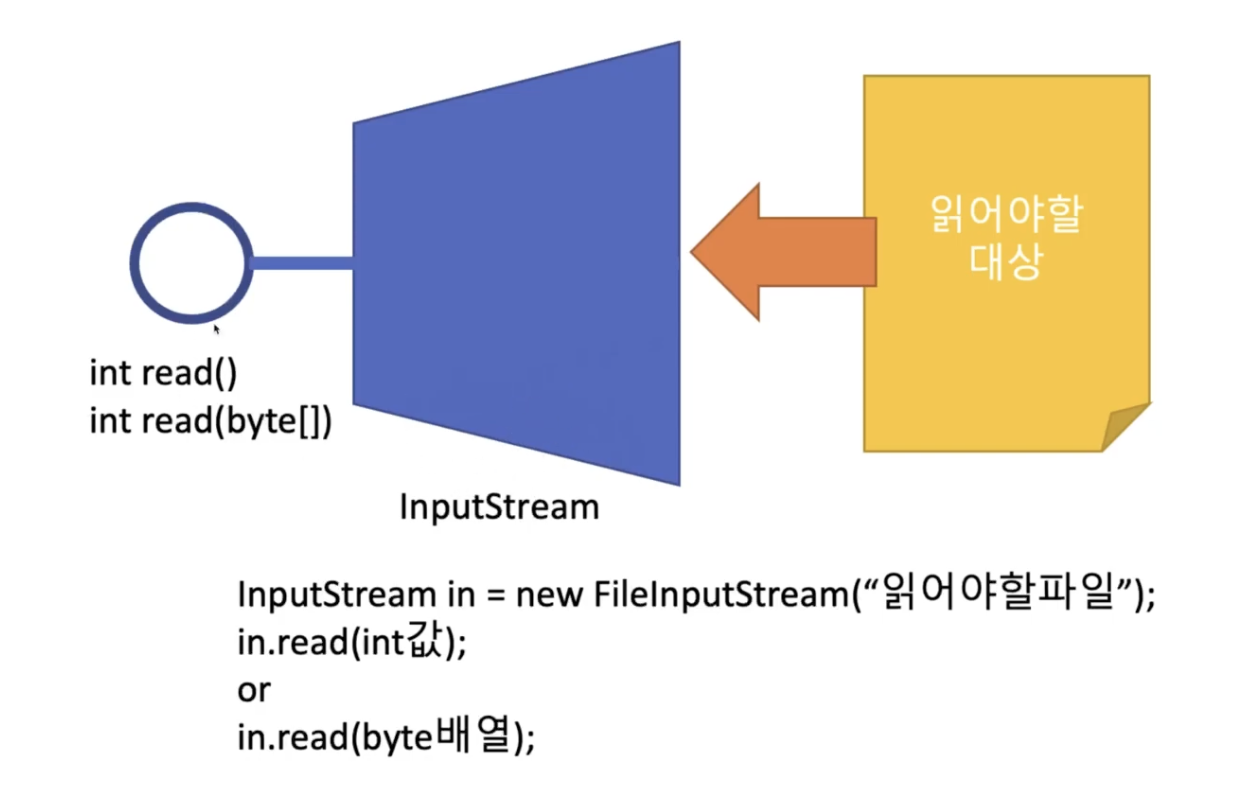 읽어야할
대상
int read()
int read(byte[])
InputStream
InputStream in = new FileInputStream(“읽어야할파일”);
in.read(int값);
or
in.read(byte배열);